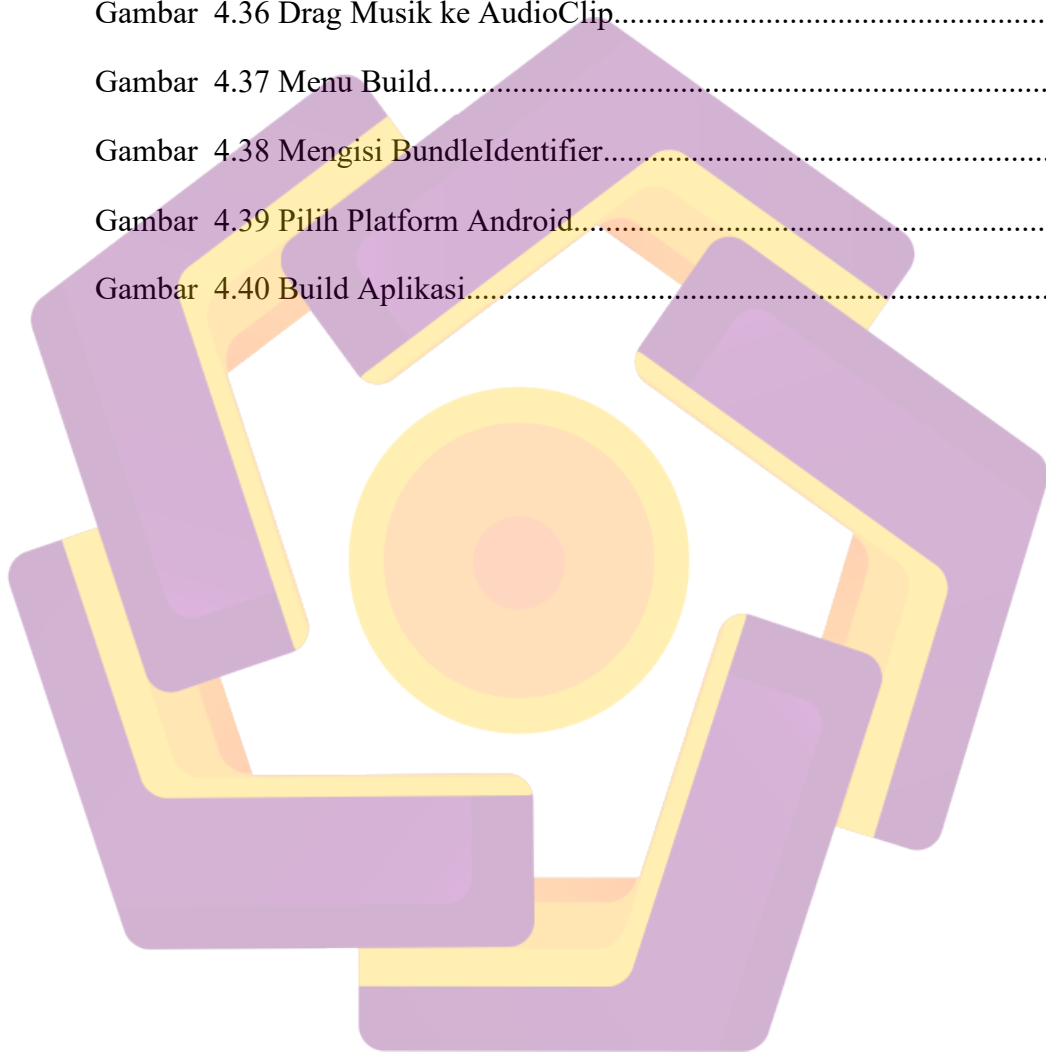 Gambar  4.36 Drag Musik ke AudioClip......................................................
Gambar  4.37 Menu Build.............................................................................
Gambar  4.38 Mengisi BundleIdentifier.......................................................
Gambar  4.39 Pilih Platform Android...........................................................
Gambar  4.40 Build Aplikasi.........................................................................